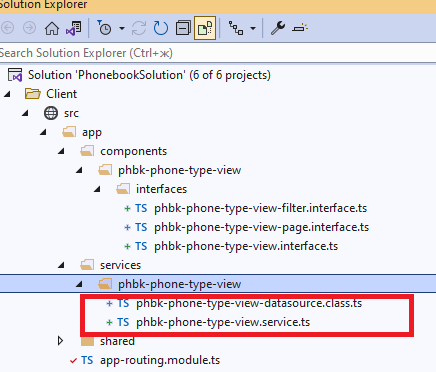 Solution Explorer
Search Solution Explorer (Ctrl+ж)
Solution 'PhonebookSolution' (6 of 6 projects)
Client
src
app
components
phbk-phone-type-view
interfaces
+ TS phbk-phone-type-view-filter.interface.ts
+ TS phbk-phone-type-view-page.interface.ts
+ TS phbk-phone-type-view.interface.ts
services
phbk-phone-type-view
+ TS phbk-phone-type-view-datasource.class.ts
+ TS phbk-phone-type-view.service.ts
shared
TS app-routing.module.ts